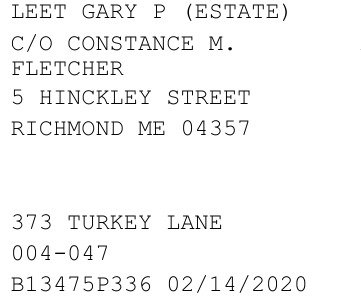 LEET GARY P (ESTATE)
C/O CONSTANCE M.
FLETCHER
5 HINCKLEY STREET
RICHMOND ME 04357
373 TURKEY LANE
004-047
B13475P336 02/14/2020